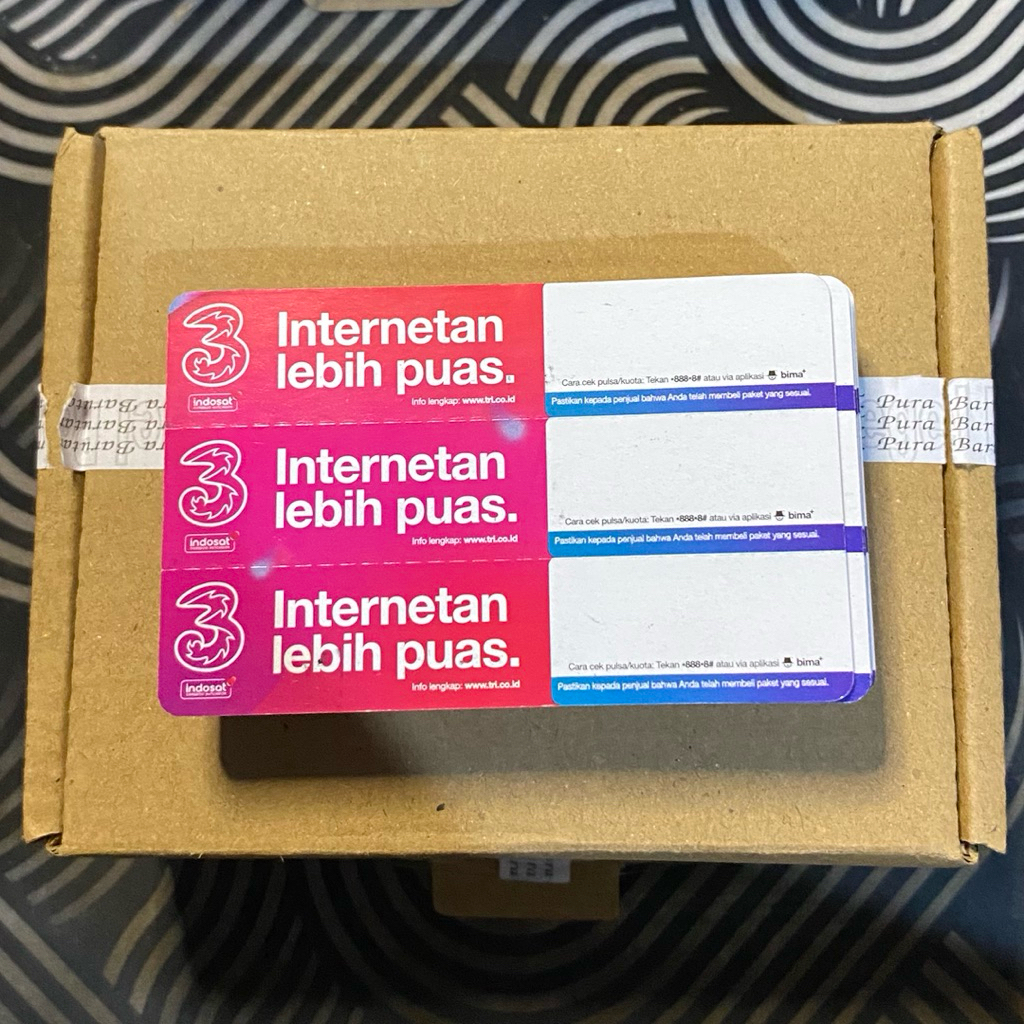 3
Internetan
lebih puas.
indosat
Info lengkap: www.tri.co.id
Cara cek pulsa/kuota: Tekan *888*8# atau via aplikasi bima+
Pastikan kepada penjual bahwa Anda telah membeli paket yang sesuai.
3
Internetan
lebih puas.
indosat
Info lengkap: www.tri.co.id
Cara cek pulsa/kuota: Tekan *888*8# atau via aplikasi bima+
Pastikan kepada penjual bahwa Anda telah membeli paket yang sesuai.
3
Internetan
lebih puas.
indosat
Info lengkap: www.tri.co.id
Cara cek pulsa/kuota: Tekan *888*8# atau via aplikasi bima+
Pastikan kepada penjual bahwa Anda telah membeli paket yang sesuai.
Pura Bar
Pura Bar
Pura Bar